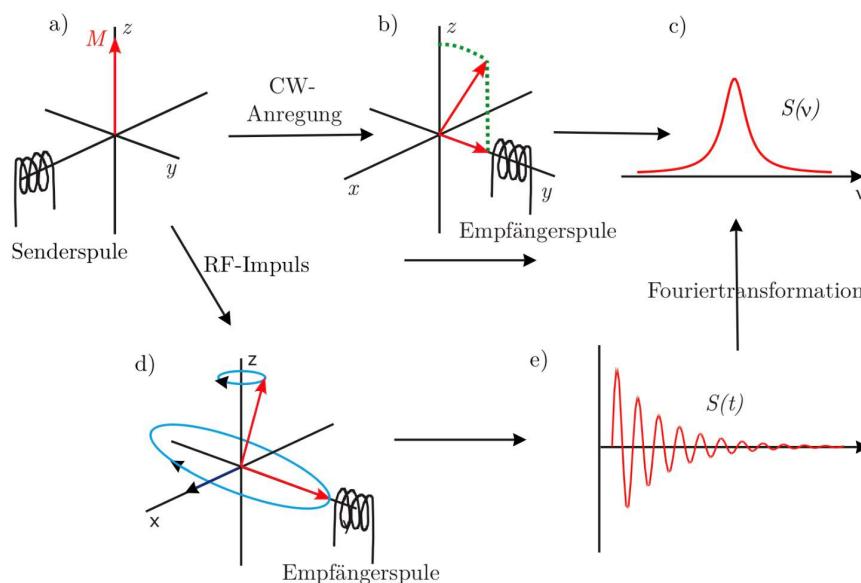 a)
M
z
y
Senderspule
CW-
Anregung
b)
z
x
y
Empfängerspule
c)
S(ν)
ν
RF-Impuls
Fouriertransformation
d)
z
x
y
Empfängerspule
e)
S(t)